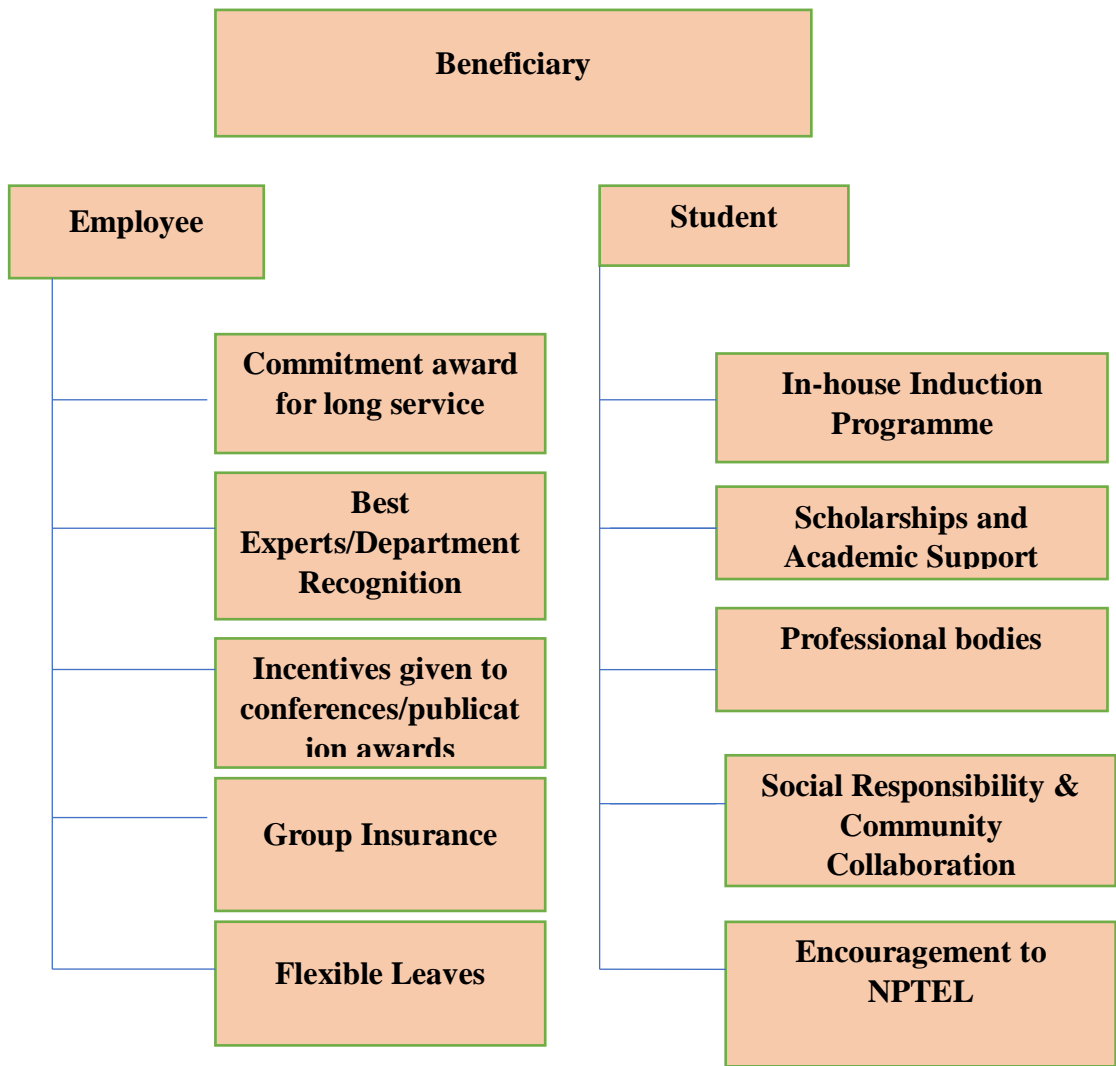 Beneficiary
Employee
Commitment award
for long service
Best
Experts/Department
Recognition
Incentives given to
conferences/publicat
ion awards
Group Insurance
Flexible Leaves
Student
In-house Induction
Programme
Scholarships and
Academic Support
Professional bodies
Social Responsibility &
Community
Collaboration
Encouragement to
NPTEL